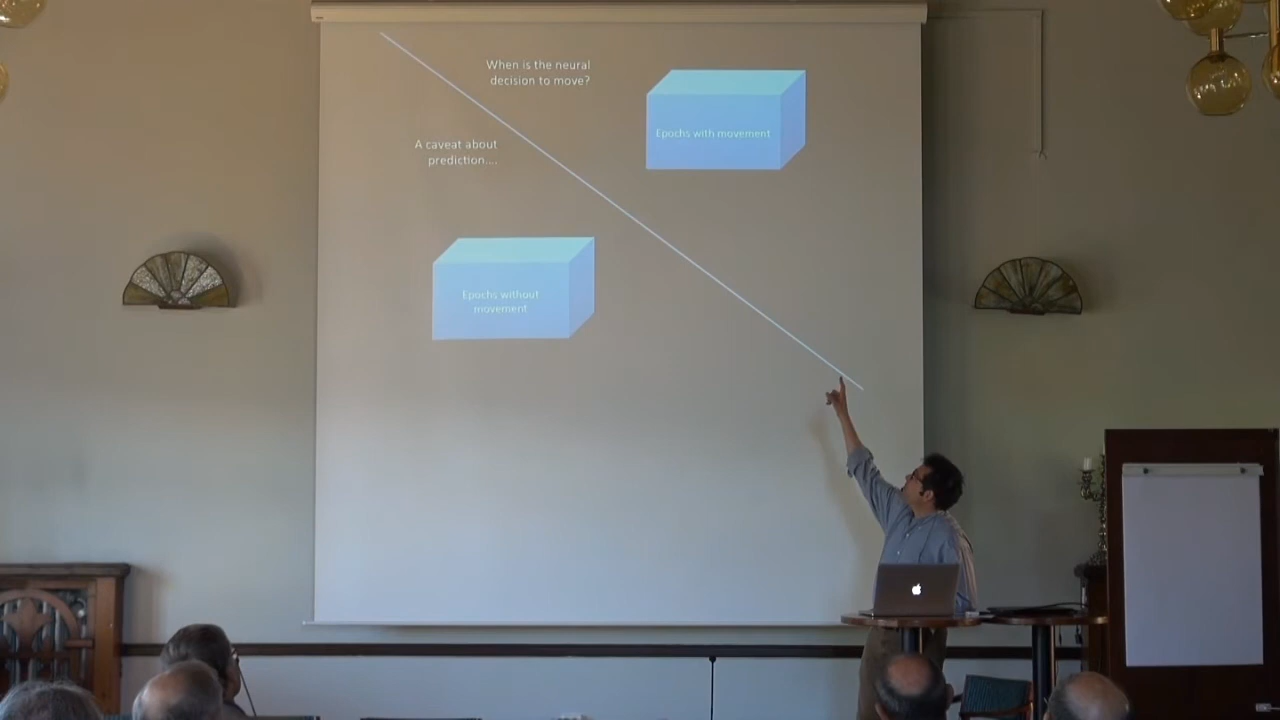 When is the neural
decision to move?
Epochs with movement
A caveat about
prediction....
Epochs without
movement